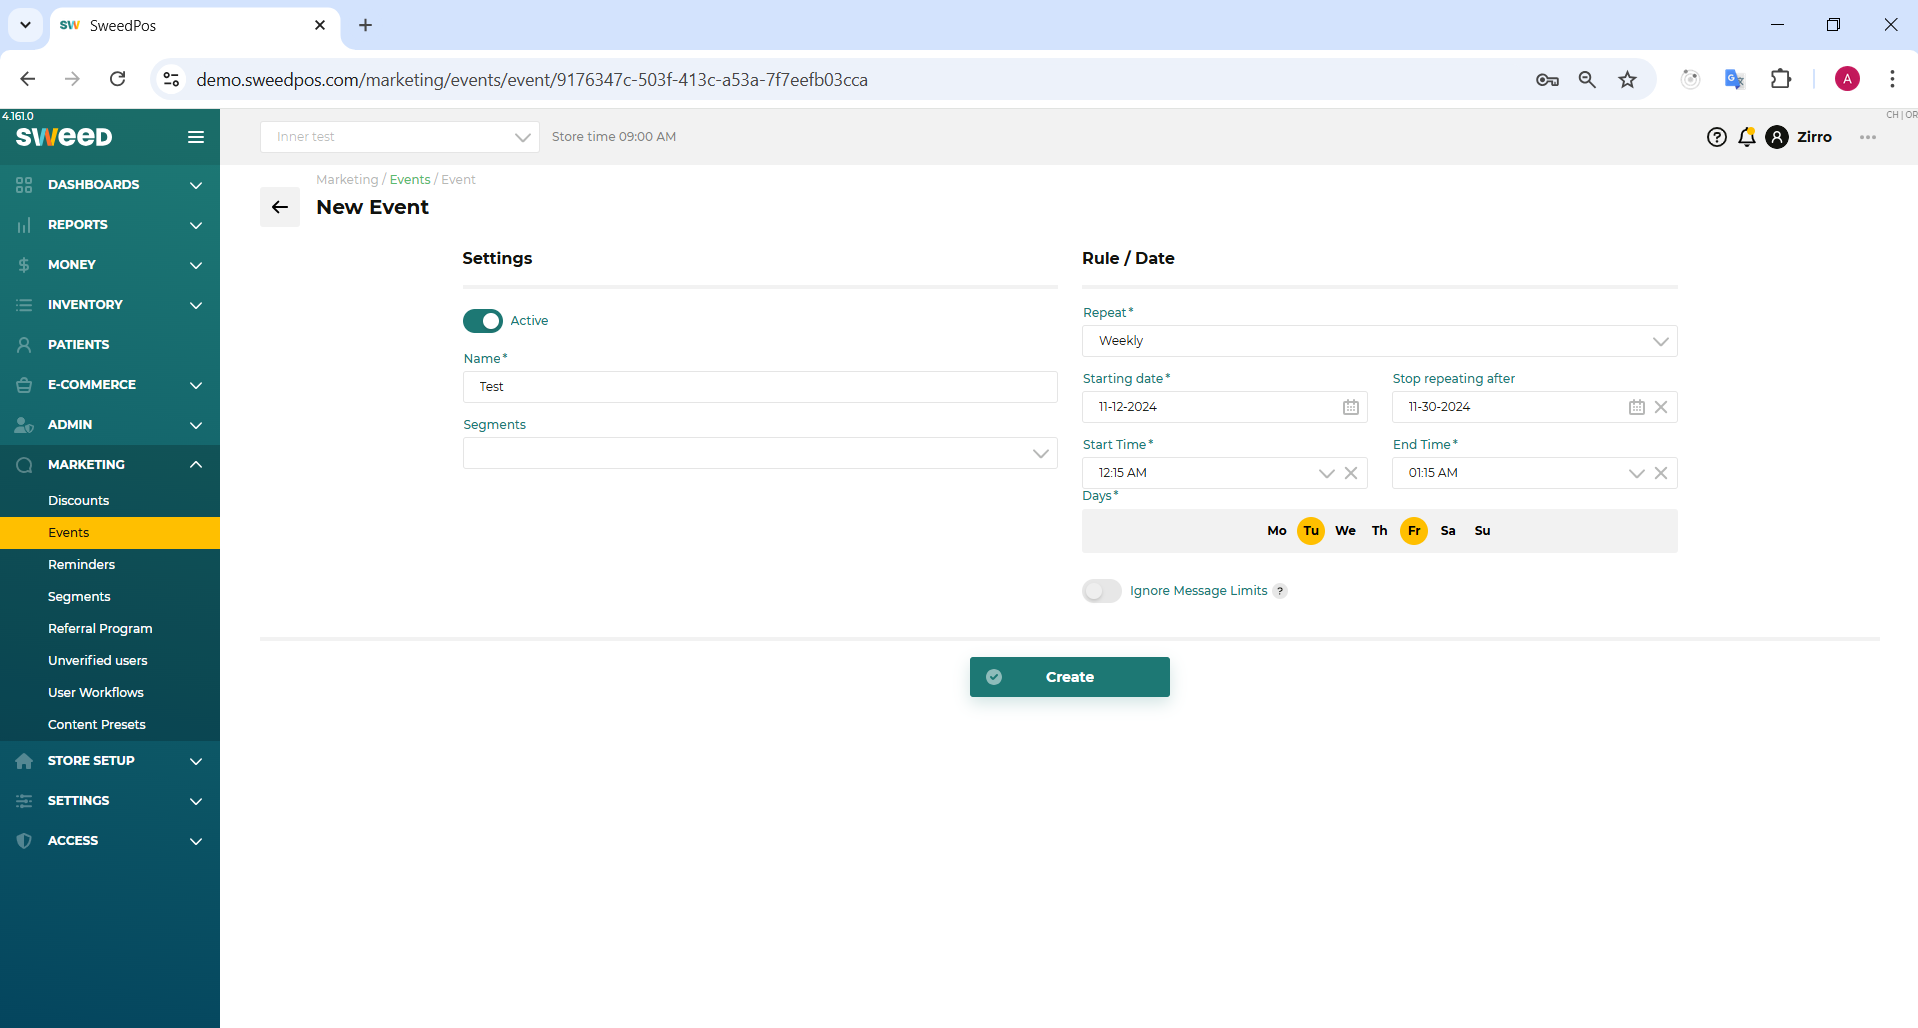 SW SweedPos
demo.sweedpos.com/marketing/events/event/9176347c-503f-413c-a53a-7f7eefb03cca
A
4.161.0
SWEED
Inner test
Store time 09:00 AM
Zirro
CH | OR
DASHBOARDS
REPORTS
MONEY
INVENTORY
PATIENTS
E-COMMERCE
ADMIN
MARKETING
Discounts
Events
Reminders
Segments
Referral Program
Unverified users
User Workflows
Content Presets
STORE SETUP
SETTINGS
ACCESS
Marketing / Events / Event
New Event
Settings
Active
Name*
Test
Segments
Rule / Date
Repeat*
Weekly
Starting date* Stop repeating after
11-12-2024 11-30-2024
Start Time* End Time*
12:15 AM 01:15 AM
Days*
Mo Tu We Th Fr Sa Su
Ignore Message Limits ?
Create